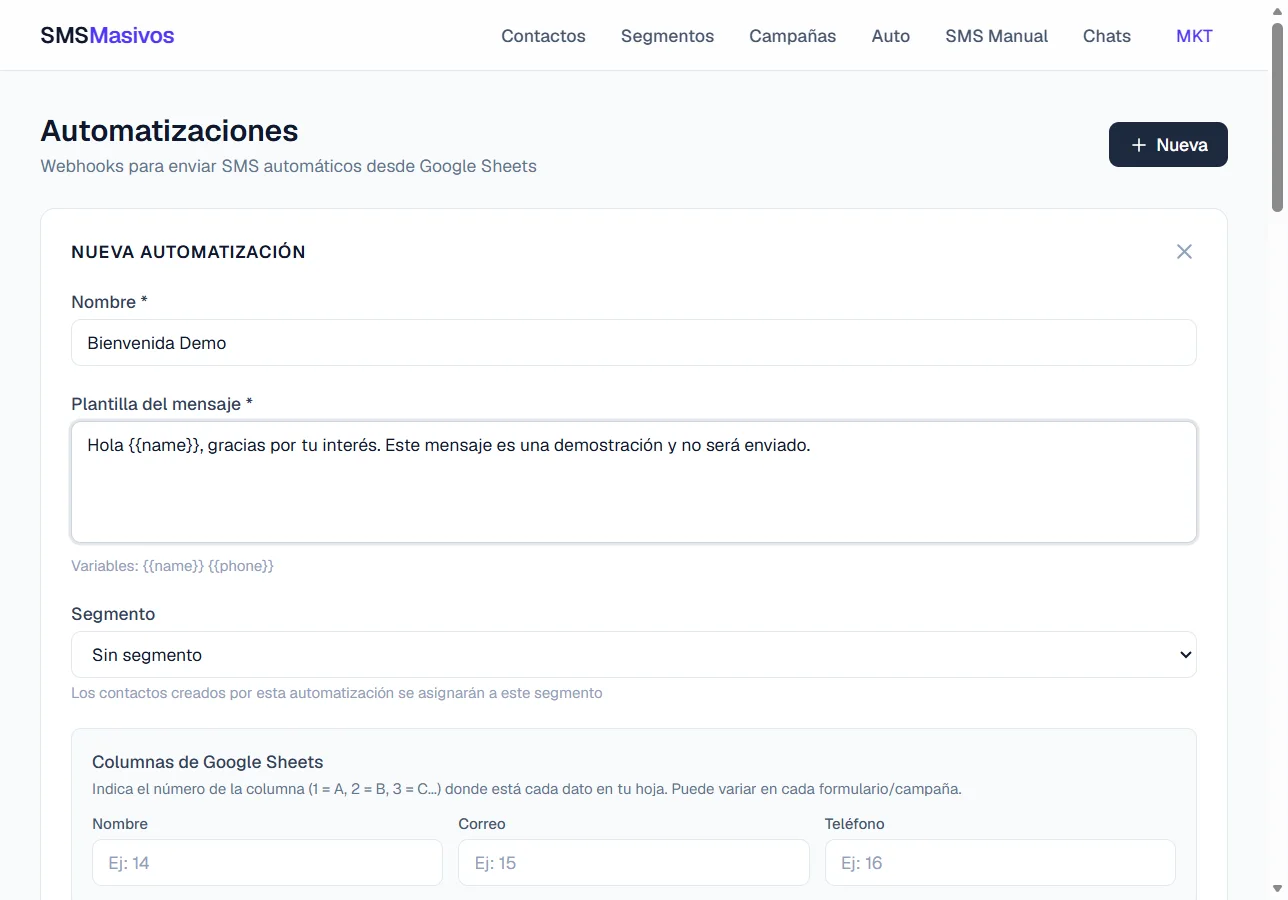 SMSMasivos
Contactos Segmentos Campañas Auto SMS Manual Chats MKT
Automatizaciones
Webhooks para enviar SMS automáticos desde Google Sheets
+ Nueva
NUEVA AUTOMATIZACIÓN
Nombre *
Bienvenida Demo
Plantilla del mensaje *
Hola {{name}}, gracias por tu interés. Este mensaje es una demostración y no será enviado.
Variables: {{name}} {{phone}}
Segmento
Sin segmento
Los contactos creados por esta automatización se asignarán a este segmento
Columnas de Google Sheets
Indica el número de la columna (1 = A, 2 = B, 3 = C...) donde está cada dato en tu hoja. Puede variar en cada formulario/campaña.
Nombre Correo Teléfono
Ej: 14 Ej: 15 Ej: 16